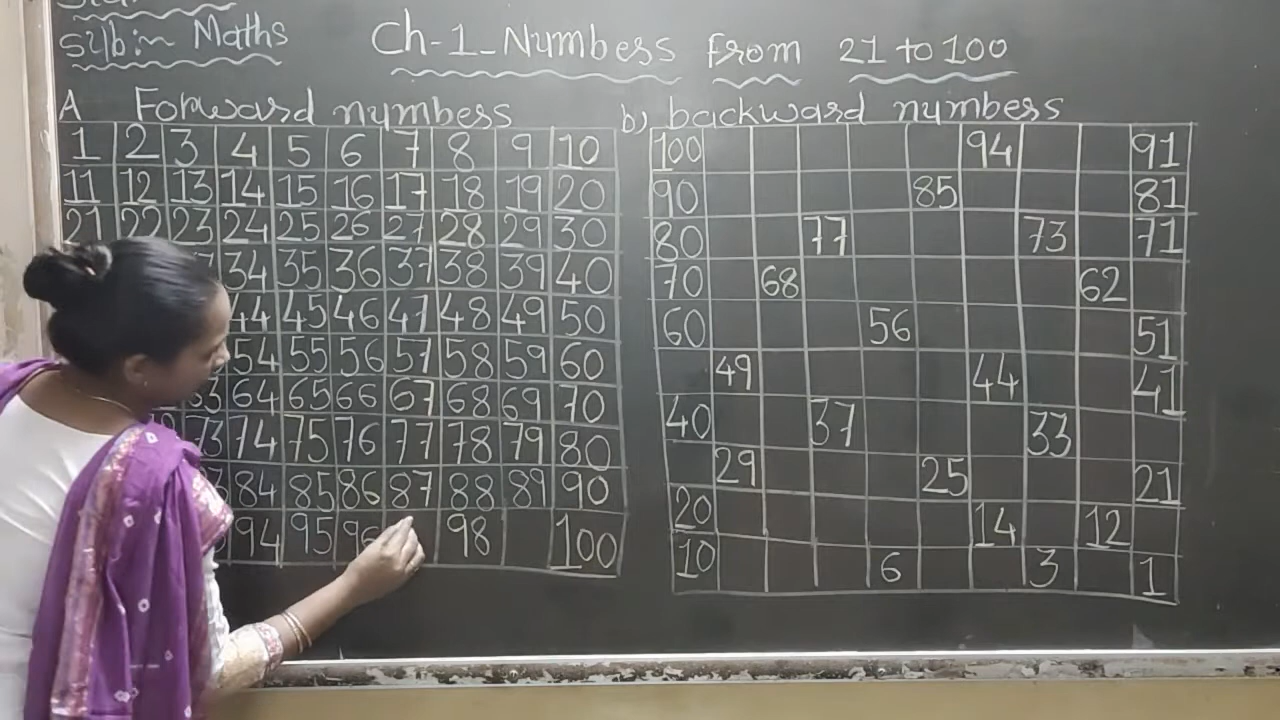 Sub:- Maths
Ch-1-Numbers from 21 to 100
A Forward numbers
1 2 3 4 5 6 7 8 9 10
11 12 13 14 15 16 17 18 19 20
21 22 23 24 25 26 27 28 29 30
34 35 36 37 38 39 40
44 45 46 47 48 49 50
54 55 56 57 58 59 60
63 64 65 66 67 68 69 70
73 74 75 76 77 78 79 80
84 85 86 87 88 89 90
94 95 96 98 100
b) backward numbers
100 94 91
90 85 81
80 77 73 71
70 68 62
60 56 51
49 44 41
40 37 33
29 25 21
20 14 12
10 6 3 1